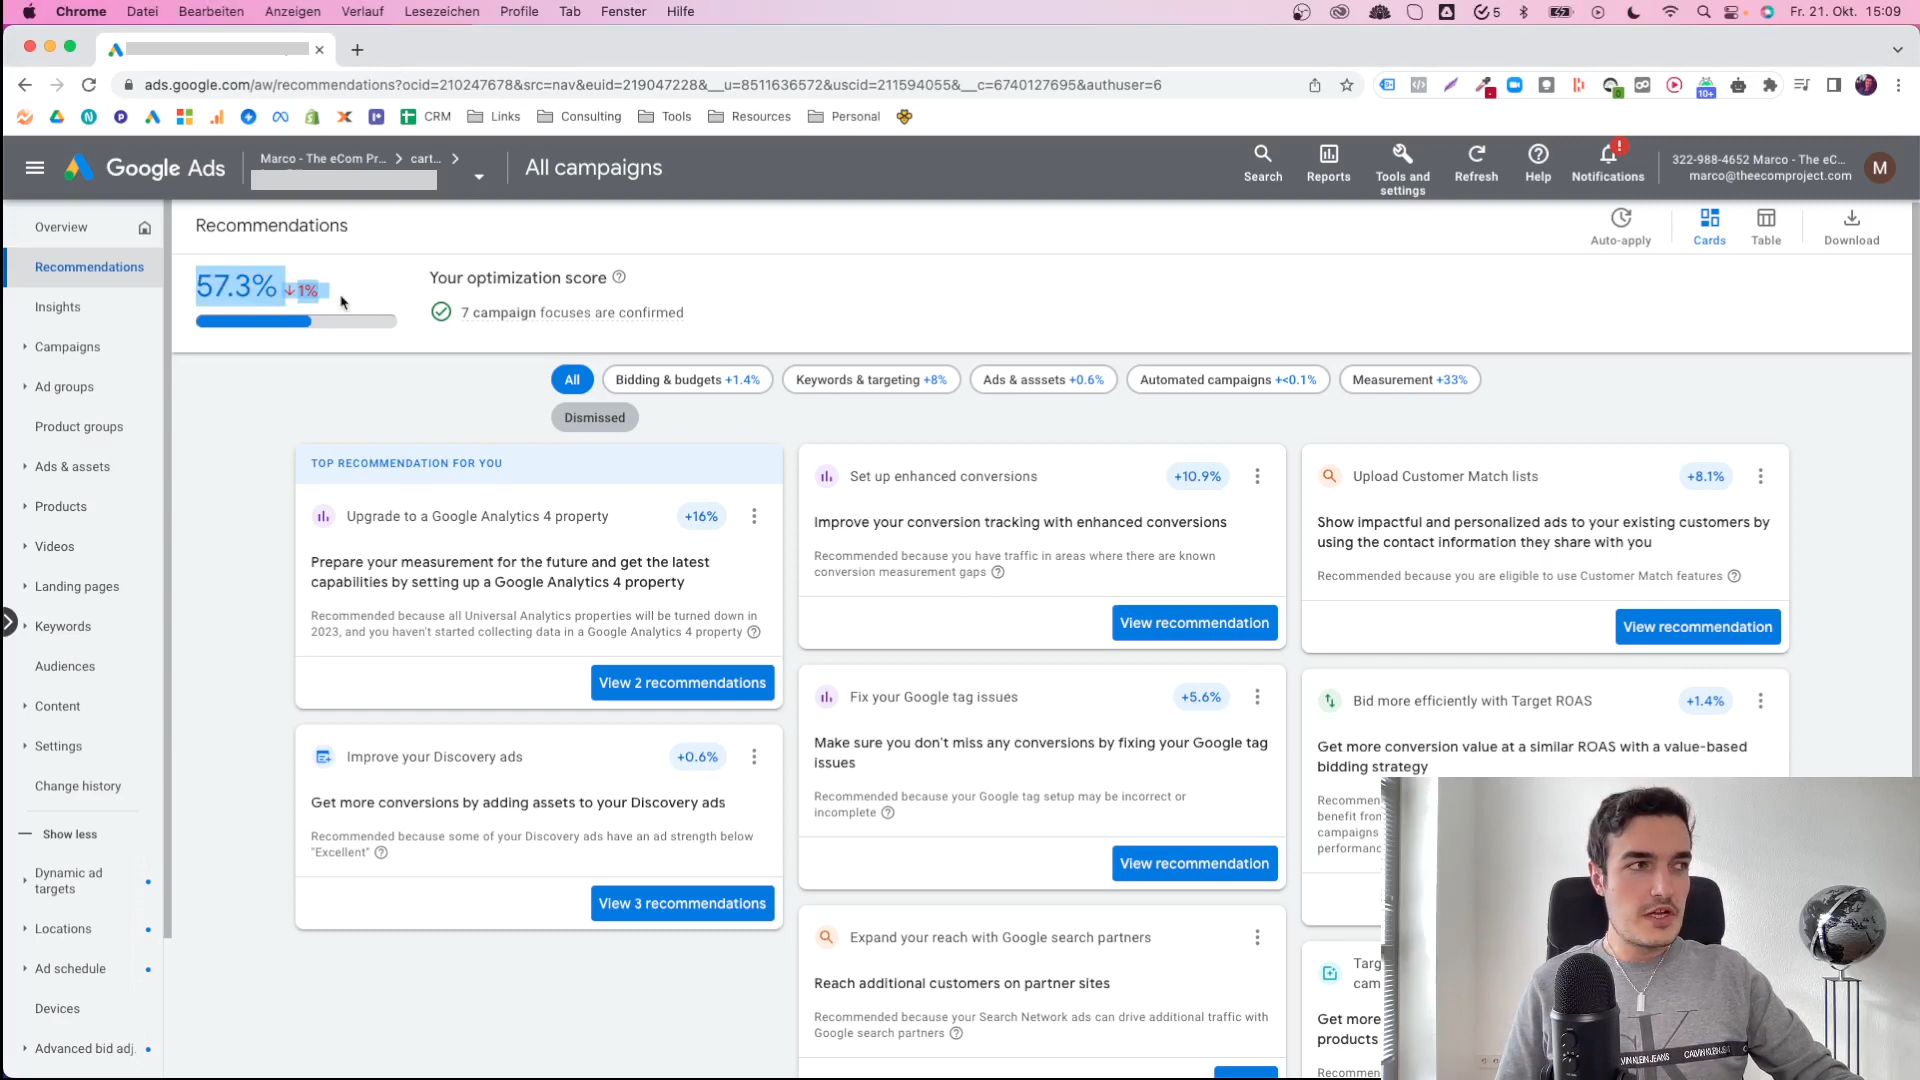 Chrome Datei Bearbeiten Anzeigen Verlauf Lesezeichen Profile Tab Fenster Hilfe 5 Fr. 21. Okt. 15:09
ads.google.com/aw/recommendations?ocid=210247678&src=nav&euid=219047228&__u=8511636572&uscid=211594055&__c=6740127695&authuser=6
0 10+
CRM Links Consulting Tools Resources Personal
Google Ads
Marco - The eCom Pr... cart...
All campaigns
Search
Reports
Tools and
settings
Refresh
Help
Notifications
322-988-4652 Marco - The eC...
marco@theecomproject.com
M
Overview
Recommendations
Insights
Campaigns
Ad groups
Product groups
Ads & assets
Products
Videos
Landing pages
Keywords
Audiences
Content
Settings
Change history
Show less
Dynamic ad
targets
Locations
Ad schedule
Devices
Advanced bid adj.
Recommendations
Auto-apply
Cards
Table
Download
57.3% ↓1%
Your optimization score
7 campaign focuses are confirmed
All
Bidding & budgets +1.4%
Keywords & targeting +8%
Ads & asssets +0.6%
Automated campaigns +<0.1%
Measurement +33%
Dismissed
TOP RECOMMENDATION FOR YOU
Upgrade to a Google Analytics 4 property +16%
Prepare your measurement for the future and get the latest
capabilities by setting up a Google Analytics 4 property
Recommended because all Universal Analytics properties will be turned down in
2023, and you haven't started collecting data in a Google Analytics 4 property
View 2 recommendations
Improve your Discovery ads +0.6%
Get more conversions by adding assets to your Discovery ads
Recommended because some of your Discovery ads have an ad strength below
"Excellent"
View 3 recommendations
Set up enhanced conversions +10.9%
Improve your conversion tracking with enhanced conversions
Recommended because you have traffic in areas where there are known
conversion measurement gaps
View recommendation
Fix your Google tag issues +5.6%
Make sure you don't miss any conversions by fixing your Google tag
issues
Recommended because your Google tag setup may be incorrect or
incomplete
View recommendation
Expand your reach with Google search partners
Reach additional customers on partner sites
Recommended because your Search Network ads can drive additional traffic with
Google search partners
Upload Customer Match lists +8.1%
Show impactful and personalized ads to your existing customers by
using the contact information they share with you
Recommended because you are eligible to use Customer Match features
View recommendation
Bid more efficiently with Target ROAS +1.4%
Get more conversion value at a similar ROAS with a value-based
bidding strategy
Recommen
benefit from
campaigns
performanc
Targ
cam
Get more
products
Recommen
CALVIN KLEIN JEANS